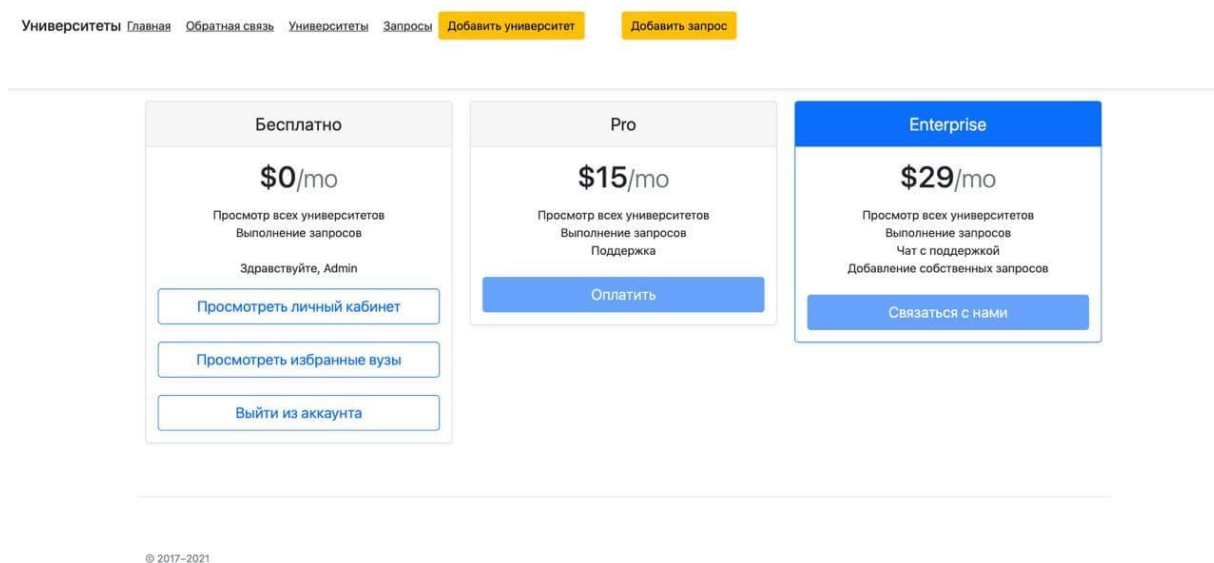 Университеты Главная Обратная связь Университеты Запросы Добавить университет Добавить запрос
Бесплатно
$0/mo
Просмотр всех университетов
Выполнение запросов
Здравствуйте, Admin
Просмотреть личный кабинет
Просмотреть избранные вузы
Выйти из аккаунта
Pro
$15/mo
Просмотр всех университетов
Выполнение запросов
Поддержка
Оплатить
Enterprise
$29/mo
Просмотр всех университетов
Выполнение запросов
Чат с поддержкой
Добавление собственных запросов
Связаться с нами
© 2017–2021